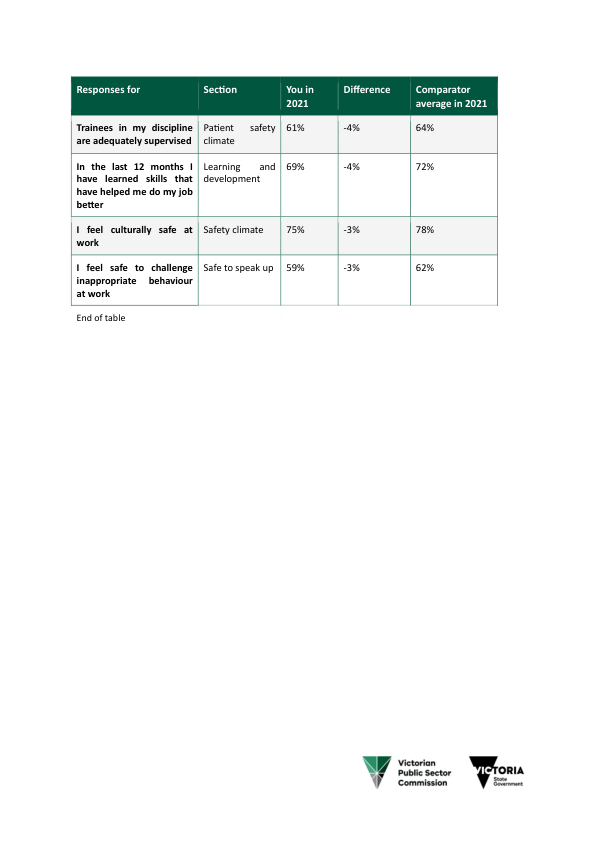 Responses for Section You in Difference Comparator
2021 average in 2021
Trainees in my discipline Patient safety 61% -4% 64%
are adequately supervised climate
In the last 12 months I Learning and 69% -4% 72%
have learned skills that development
have helped me do my job
better
I feel culturally safe at Safety climate 75% -3% 78%
work
I feel safe to challenge Safe to speak up 59% -3% 62%
inappropriate behaviour
at work
End of table
Victorian
Public Sector
Commission
VICTORIA
State
Government